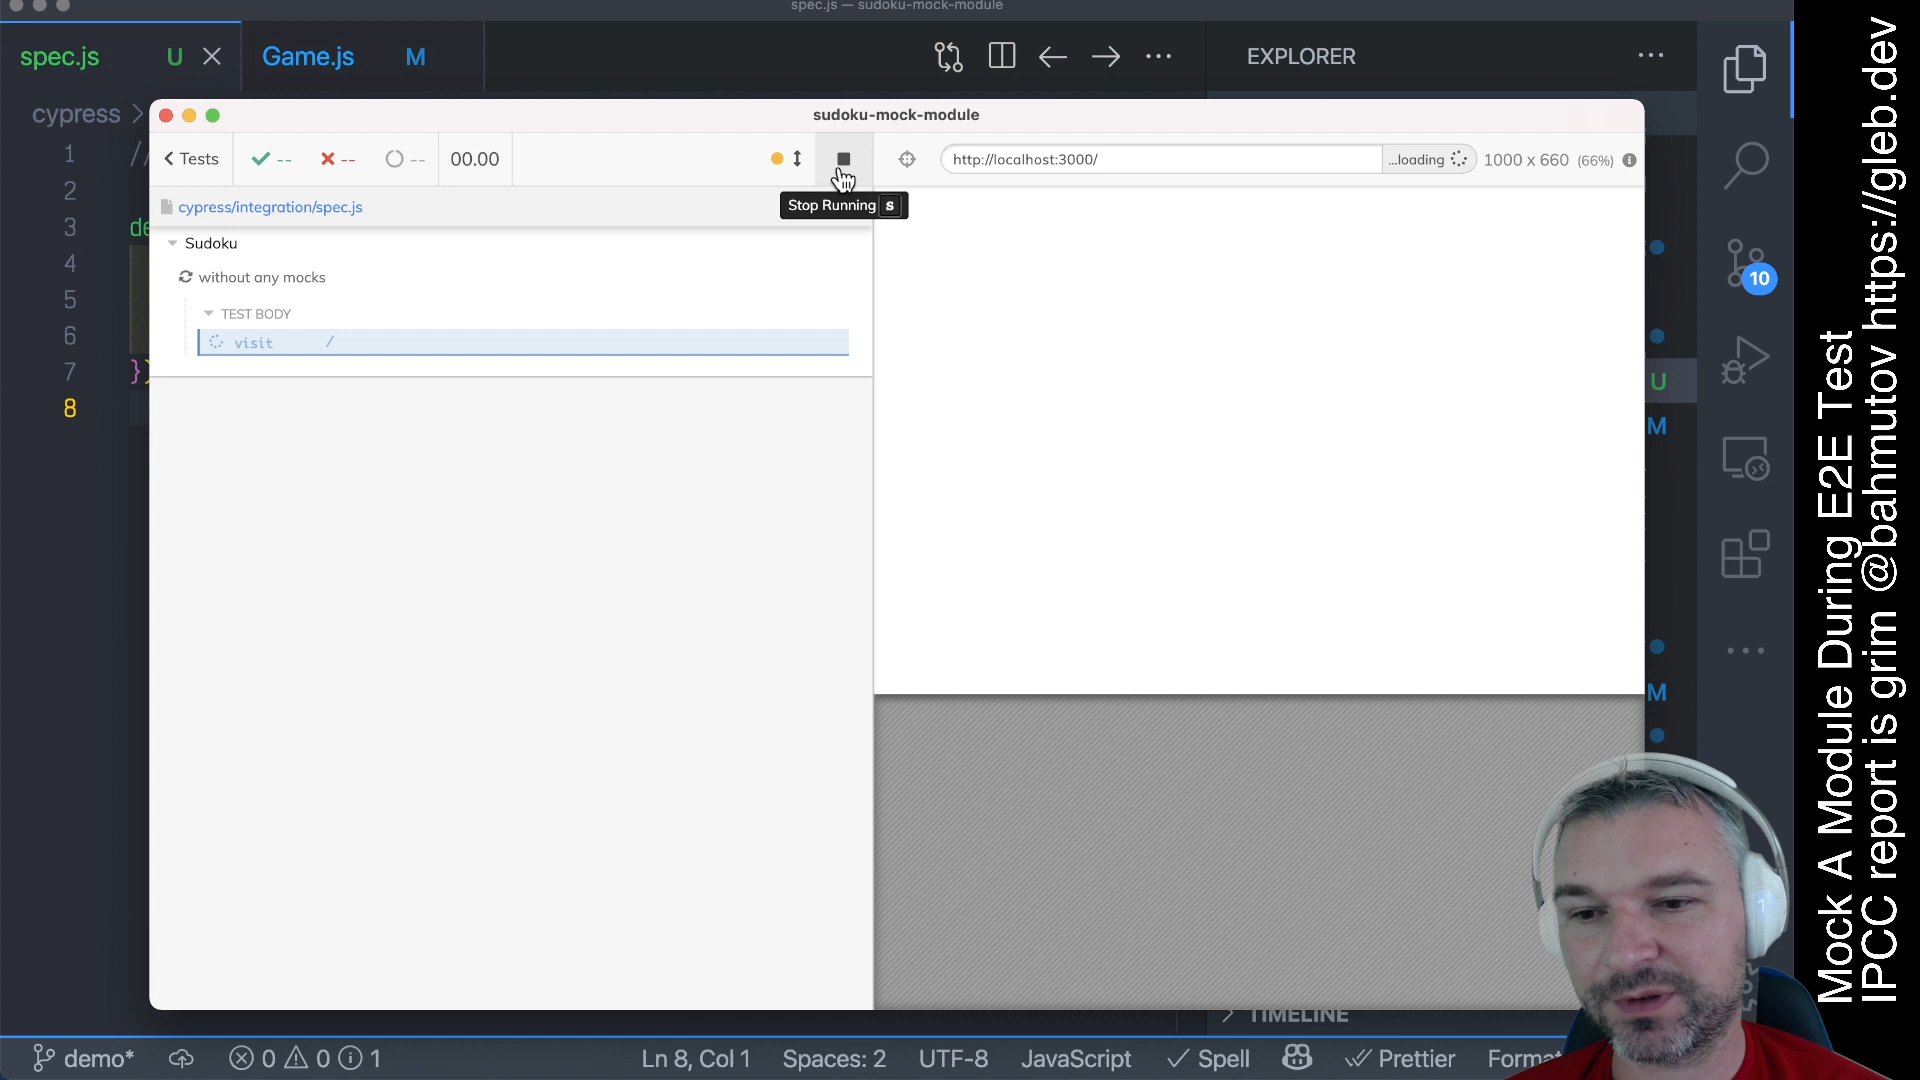 spec.js — sudoku-mock-module
spec.js U
Game.js M
EXPLORER
cypress
sudoku-mock-module
Tests
--
--
--
00.00
http://localhost:3000/
...loading
1000 x 660 (66%)
Stop Running S
cypress/integration/spec.js
Sudoku
without any mocks
TEST BODY
visit /
1 //
2
3 de
4
5
6
7 })
8
10
U
M
M
TIMELINE
demo*
0 0 1
Ln 8, Col 1
Spaces: 2
UTF-8
JavaScript
Spell
Prettier
Format
Mock A Module During E2E Test
IPCC report is grim @bahmutov https://gleb.dev